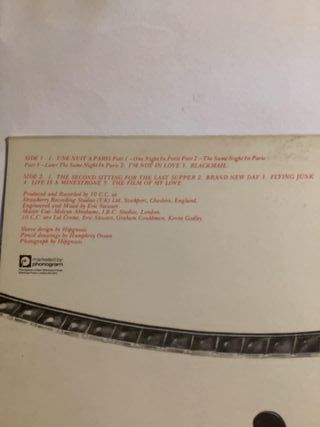 SIDE 1 1. UNE NUIT A PARIS Part 1 - One Night In Paris Part 2 - The Same Night In Paris
Part 3 - Later The Same Night In Paris 2. I'M NOT IN LOVE 3. BLACKMAIL
SIDE 2 1. THE SECOND SITTING FOR THE LAST SUPPER 2. BRAND NEW DAY 3. FLYING JUNK
4. LIFE IS A MINESTRONE 5. THE FILM OF MY LOVE
Produced and Recorded by 10 C.C. at
Strawberry Recording Studios (UK) Ltd. Stockport, Cheshire, England.
Engineered and Mixed by Eric Stewart
Master Cut: Melvyn Abrahams, I.B.C. Studios, London.
10 C.C. are Lol Creme, Eric Stewart, Graham Gouldman, Kevin Godley
Sleeve design by Hipgnosis
Pencil drawings by Humphrey Ocean
Photograph by Hipgnosis
marketed by
phonogram